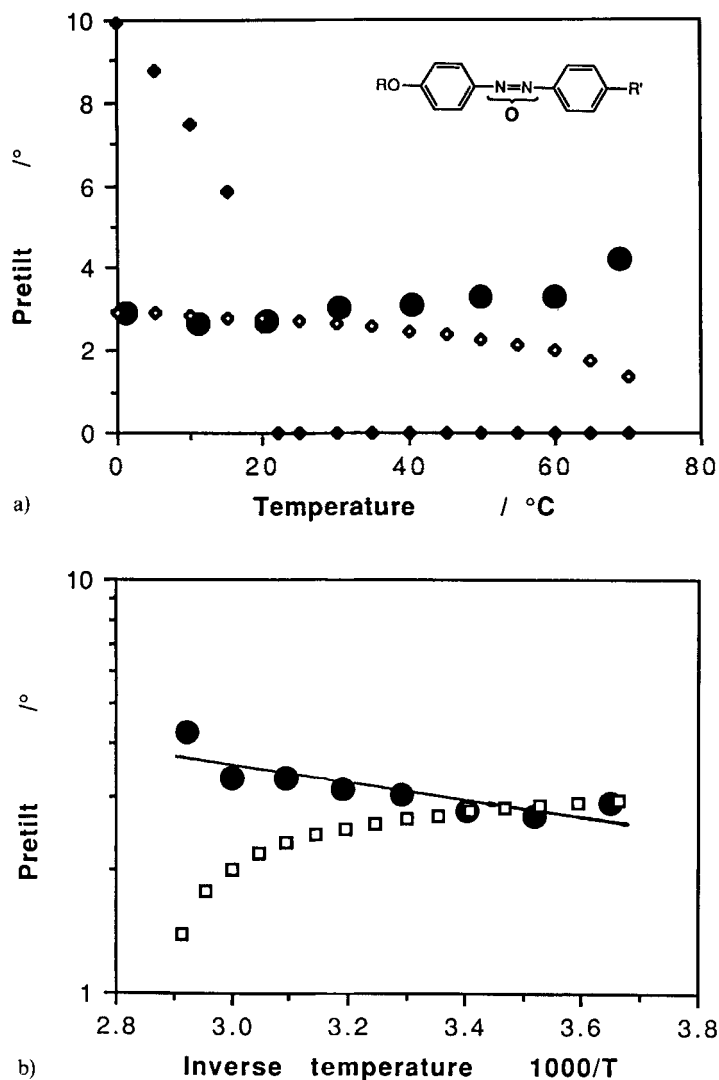 10
8
6
4
2
0
Pretilt /°
RO
N=N
O
R'
0 20 40 60 80
a)
Temperature / °C
10
1
Pretilt /°
2.8 3.0 3.2 3.4 3.6 3.8
b)
Inverse temperature 1000/T